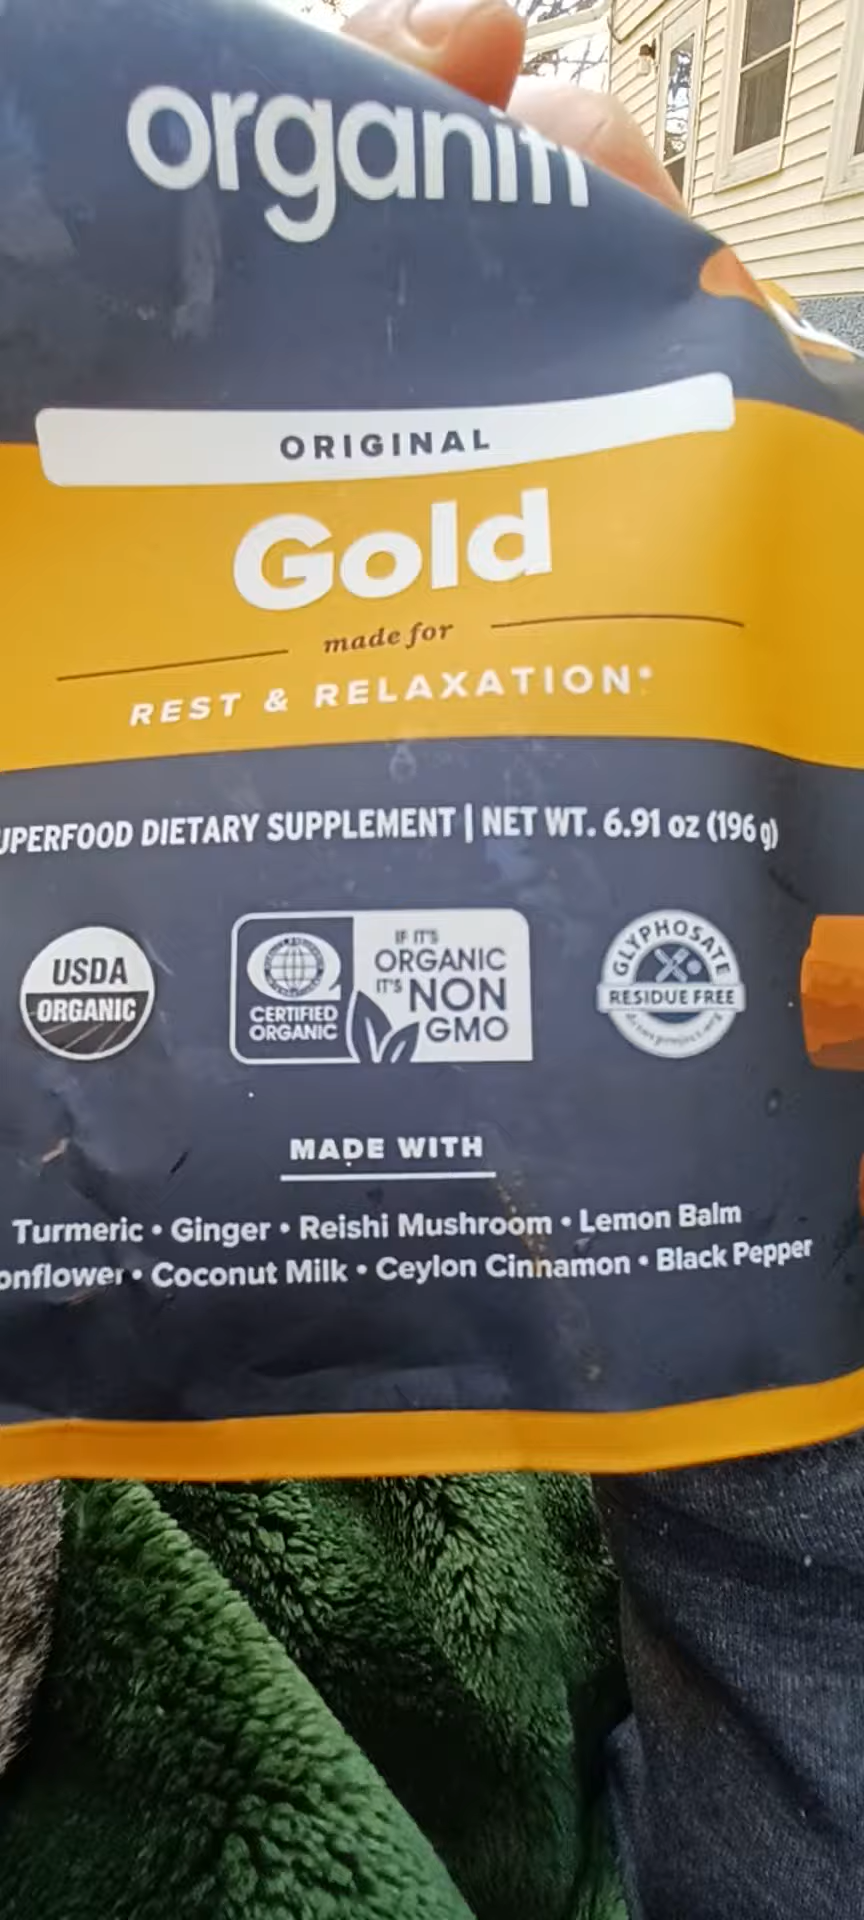 organifi
ORIGINAL
Gold
made for
REST & RELAXATION*
UPERFOOD DIETARY SUPPLEMENT | NET WT. 6.91 oz (196 g)
USDA
ORGANIC
CERTIFIED
ORGANIC
IF IT'S
ORGANIC
IT'S NON
GMO
GLYPHOSATE
RESIDUE FREE
MADE WITH
Turmeric • Ginger • Reishi Mushroom • Lemon Balm
onflower • Coconut Milk • Ceylon Cinnamon • Black Pepper